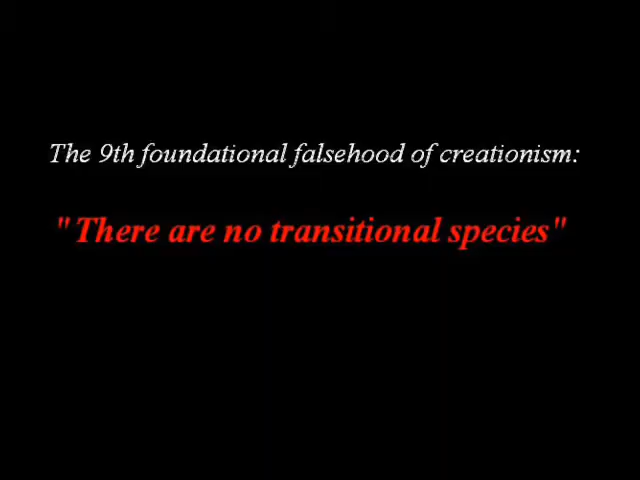 The 9th foundational falsehood of creationism:
"There are no transitional species"